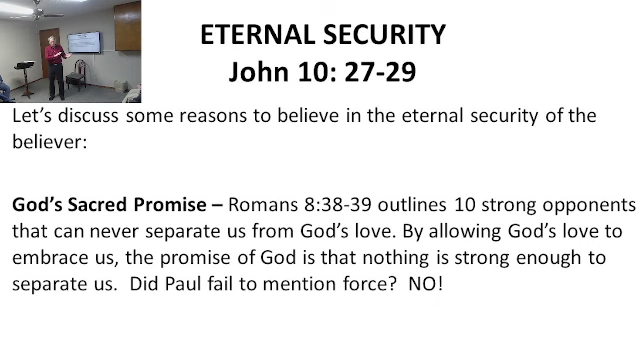 ETERNAL SECURITY
John 10: 27-29
Let's discuss some reasons to believe in the eternal security of the
believer:
God's Sacred Promise – Romans 8:38-39 outlines 10 strong opponents
that can never separate us from God's love. By allowing God's love to
embrace us, the promise of God is that nothing is strong enough to
separate us. Did Paul fail to mention force? NO!